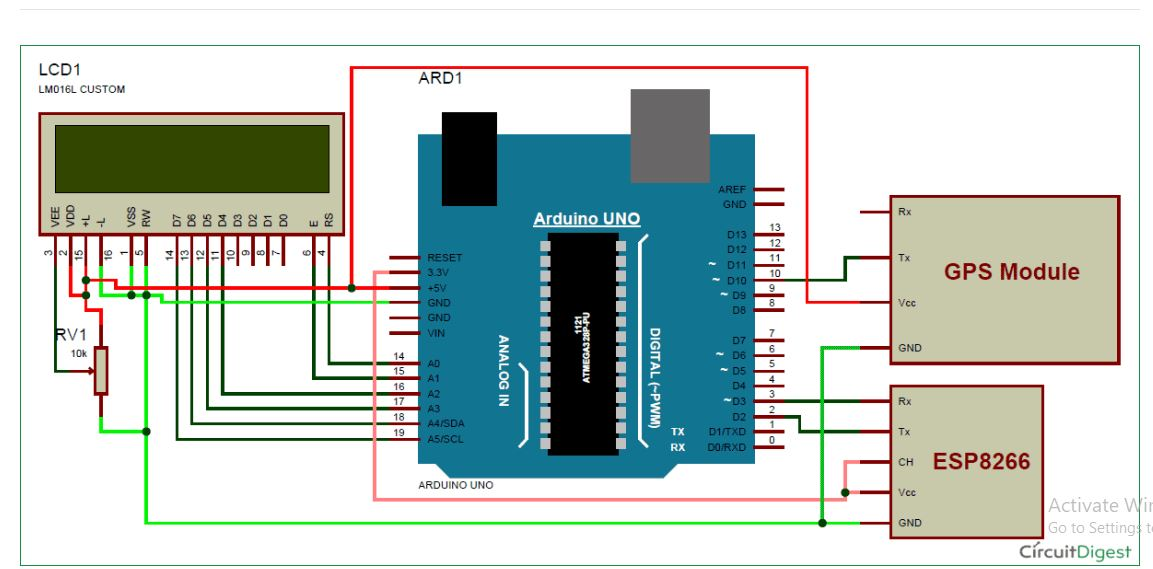 LCD1
LM016L CUSTOM
VEE
VDD
+L
-L
VSS
RW
D7
D6
D5
D4
D3
D2
D1
D0
E
RS
3
2
15
16
1
5
14
13
12
11
10
9
8
7
6
4
RV1
10k
ARD1
Arduino UNO
RESET
3.3V
+5V
GND
GND
VIN
14 A0
15 A1
16 A2
17 A3
18 A4/SDA
19 A5/SCL
ANALOG IN
1121
ATMEGA328P-PU
DIGITAL (~PWM)
AREF
GND
D13 13
D12 12
~ D11 11
~ D10 10
~ D9 9
D8 8
D7 7
~ D6 6
~ D5 5
D4 4
~ D3 3
D2 2
TX D1/TXD 1
RX D0/RXD 0
ARDUINO UNO
Rx
Tx
Vcc
GND
GPS Module
Rx
Tx
CH
Vcc
GND
ESP8266
Activate Wi
Go to Settings t
CírcuitDigest